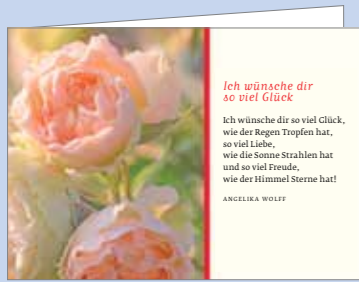 Ich wünsche dir
so viel Glück
Ich wünsche dir so viel Glück,
wie der Regen Tropfen hat,
so viel Liebe,
wie die Sonne Strahlen hat
und so viel Freude,
wie der Himmel Sterne hat!
ANGELIKA WOLFF